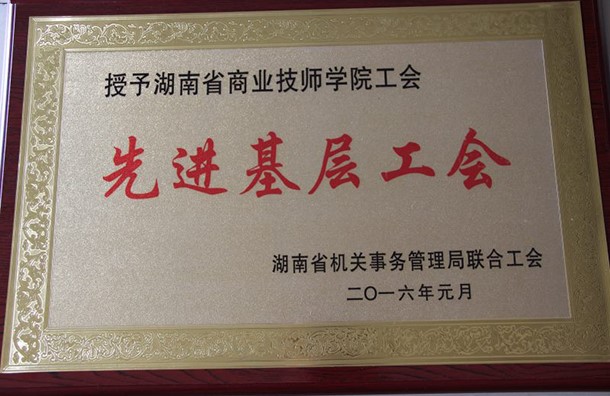 授予湖南省商业技师学院工会
先进基层工会
湖南省机关事务管理局联合工会
二〇一六年元月